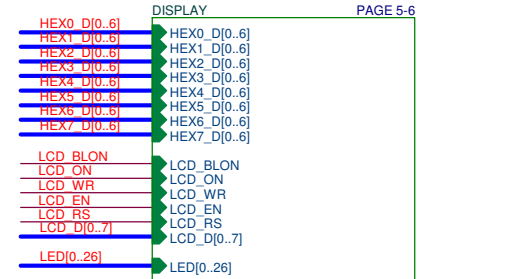 DISPLAY PAGE 5-6
HEX0_D[0..6] HEX0_D[0..6]
HEX1_D[0..6] HEX1_D[0..6]
HEX2_D[0..6] HEX2_D[0..6]
HEX3_D[0..6] HEX3_D[0..6]
HEX4_D[0..6] HEX4_D[0..6]
HEX5_D[0..6] HEX5_D[0..6]
HEX6_D[0..6] HEX6_D[0..6]
HEX7_D[0..6] HEX7_D[0..6]
LCD_BLON LCD_BLON
LCD_ON LCD_ON
LCD_WR LCD_WR
LCD_EN LCD_EN
LCD_RS LCD_RS
LCD_D[0..7] LCD_D[0..7]
LED[0..26] LED[0..26]